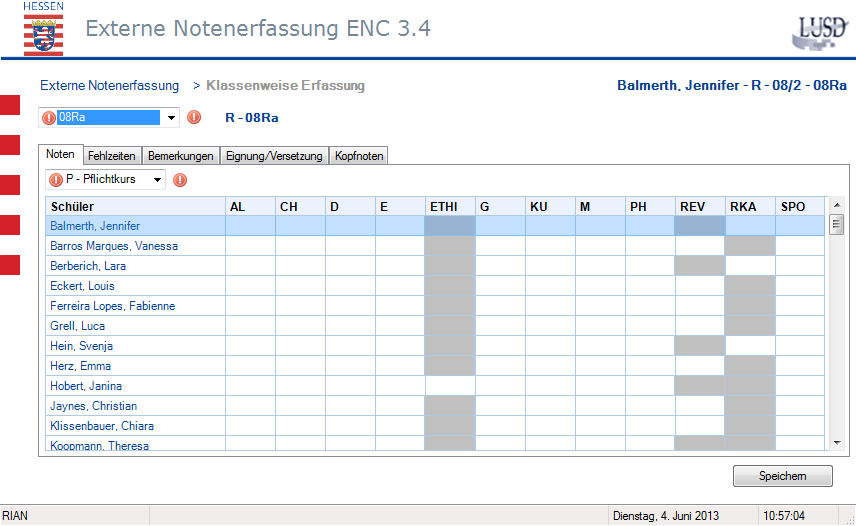 HESSEN
Externe Notenerfassung ENC 3.4
LUSD
Externe Notenerfassung > Klassenweise Erfassung
Balmerth, Jennifer - R - 08/2 - 08Ra
08Ra
R - 08Ra
Noten Fehlzeiten Bemerkungen Eignung/Versetzung Kopfnoten
P - Pflichtkurs
Schüler AL CH D E ETHI G KU M PH REV RKA SPO
Balmerth, Jennifer
Barros Marques, Vanessa
Berberich, Lara
Eckert, Louis
Ferreira Lopes, Fabienne
Grell, Luca
Hein, Svenja
Herz, Emma
Hobert, Janina
Jaynes, Christian
Klissenbauer, Chiara
Koopmann, Theresa
Speichern
RIAN
Dienstag, 4. Juni 2013
10:57:04